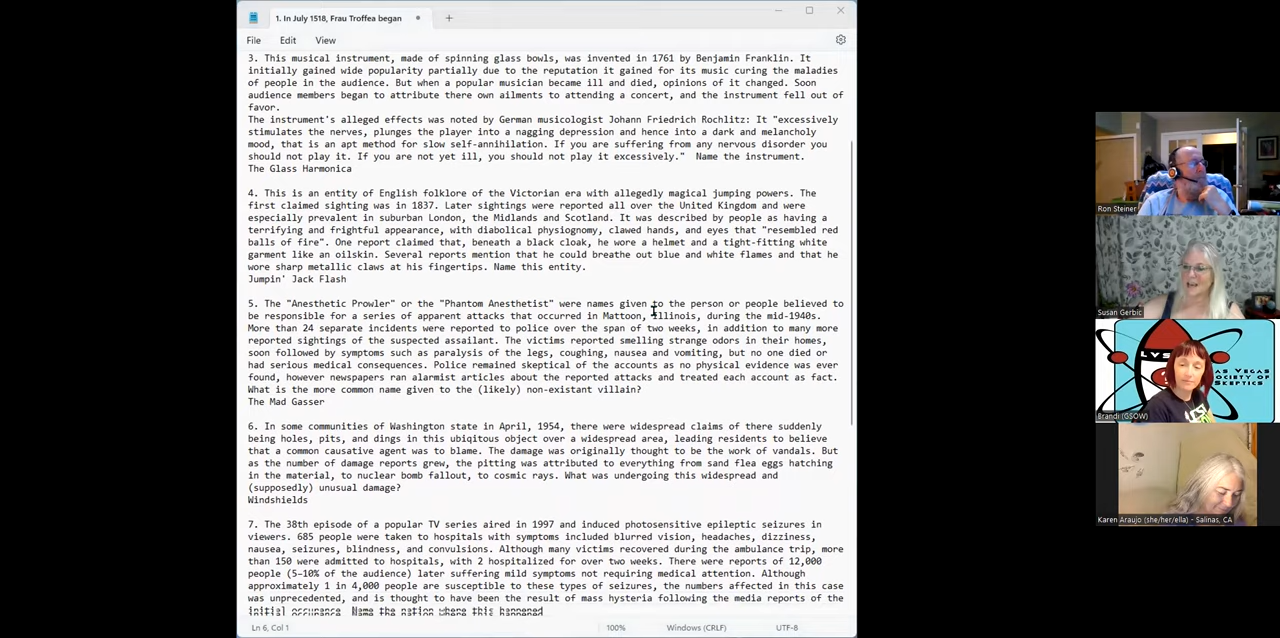 1. In July 1518, Frau Troffea began
File Edit View
3. This musical instrument, made of spinning glass bowls, was invented in 1761 by Benjamin Franklin. It
initially gained wide popularity partially due to the reputation it gained for its music curing the maladies
of people in the audience. But when a popular musician became ill and died, opinions of it changed. Soon
audience members began to attribute there own ailments to attending a concert, and the instrument fell out of
favor.
The instrument's alleged effects was noted by German musicologist Johann Friedrich Rochlitz: It "excessively
stimulates the nerves, plunges the player into a nagging depression and hence into a dark and melancholy
mood, that is an apt method for slow self-annihilation. If you are suffering from any nervous disorder you
should not play it. If you are not yet ill, you should not play it excessively." Name the instrument.
The Glass Harmonica
4. This is an entity of English folklore of the Victorian era with allegedly magical jumping powers. The
first claimed sighting was in 1837. Later sightings were reported all over the United Kingdom and were
especially prevalent in suburban London, the Midlands and Scotland. It was described by people as having a
terrifying and frightful appearance, with diabolical physiognomy, clawed hands, and eyes that "resembled red
balls of fire". One report claimed that, beneath a black cloak, he wore a helmet and a tight-fitting white
garment like an oilskin. Several reports mention that he could breathe out blue and white flames and that he
wore sharp metallic claws at his fingertips. Name this entity.
Jumpin' Jack Flash
5. The "Anesthetic Prowler" or the "Phantom Anesthetist" were names given to the person or people believed to
be responsible for a series of apparent attacks that occurred in Mattoon, Illinois, during the mid-1940s.
More than 24 separate incidents were reported to police over the span of two weeks, in addition to many more
reported sightings of the suspected assailant. The victims reported smelling strange odors in their homes,
soon followed by symptoms such as paralysis of the legs, coughing, nausea and vomiting, but no one died or
had serious medical consequences. Police remained skeptical of the accounts as no physical evidence was ever
found, however newspapers ran alarmist articles about the reported attacks and treated each account as fact.
What is the more common name given to the (likely) non-existant villain?
The Mad Gasser
6. In some communities of Washington state in April, 1954, there were widespread claims of there suddenly
being holes, pits, and dings in this ubiqitous object over a widespread area, leading residents to believe
that a common causative agent was to blame. The damage was originally thought to be the work of vandals. But
as the number of damage reports grew, the pitting was attributed to everything from sand flea eggs hatching
in the material, to nuclear bomb fallout, to cosmic rays. What was undergoing this widespread and
(supposedly) unusual damage?
Windshields
7. The 38th episode of a popular TV series aired in 1997 and induced photosensitive epileptic seizures in
viewers. 685 people were taken to hospitals with symptoms included blurred vision, headaches, dizziness,
nausea, seizures, blindness, and convulsions. Although many victims recovered during the ambulance trip, more
than 150 were admitted to hospitals, with 2 hospitalized for over two weeks. There were reports of 12,000
people (5–10% of the audience) later suffering mild symptoms not requiring medical attention. Although
approximately 1 in 4,000 people are susceptible to these types of seizures, the numbers affected in this case
was unprecedented, and is thought to have been the result of mass hysteria following the media reports of the
initial occurance Name the nation where this happened
Ln 6, Col 1 100% Windows (CRLF) UTF-8
Ron Steiner
Susan Gerbic
LVS
AS VEGAS
SOCIETY OF
SKEPTICS
Brandi (GSOW)
Karen Araujo (she/her/ella) - Salinas, CA